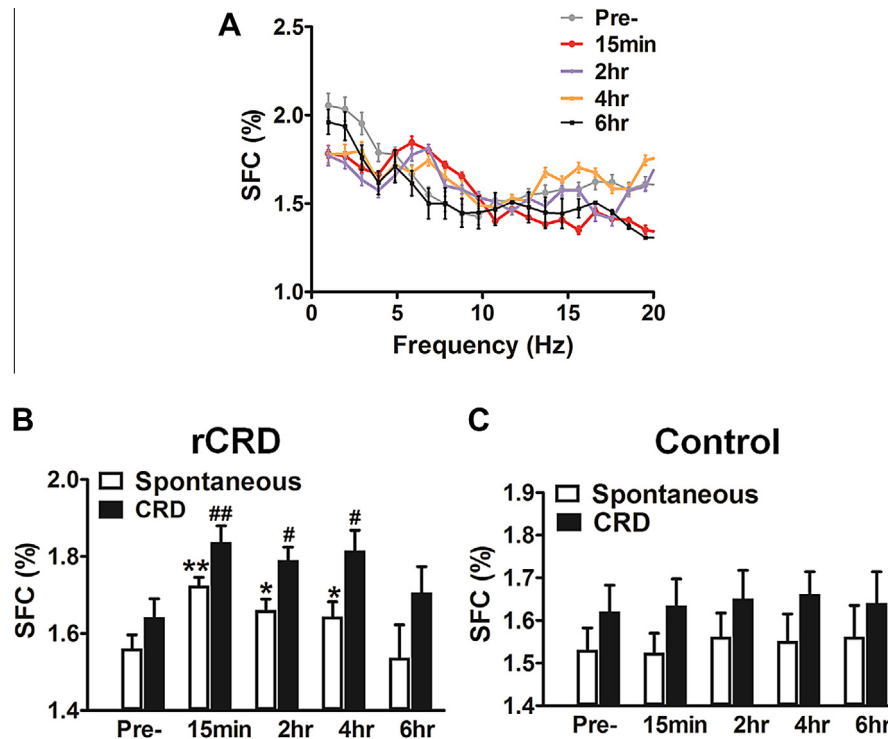 A
2.5
2.0
1.5
1.0
SFC (%)
0 5 10 15 20
Frequency (Hz)
Pre-
15min
2hr
4hr
6hr
B
rCRD
Spontaneous
CRD
2.0
1.8
1.6
1.4
SFC (%)
** ## * # * #
Pre- 15min 2hr 4hr 6hr
C
Control
Spontaneous
CRD
1.9
1.8
1.7
1.6
1.5
1.4
SFC (%)
Pre- 15min 2hr 4hr 6hr